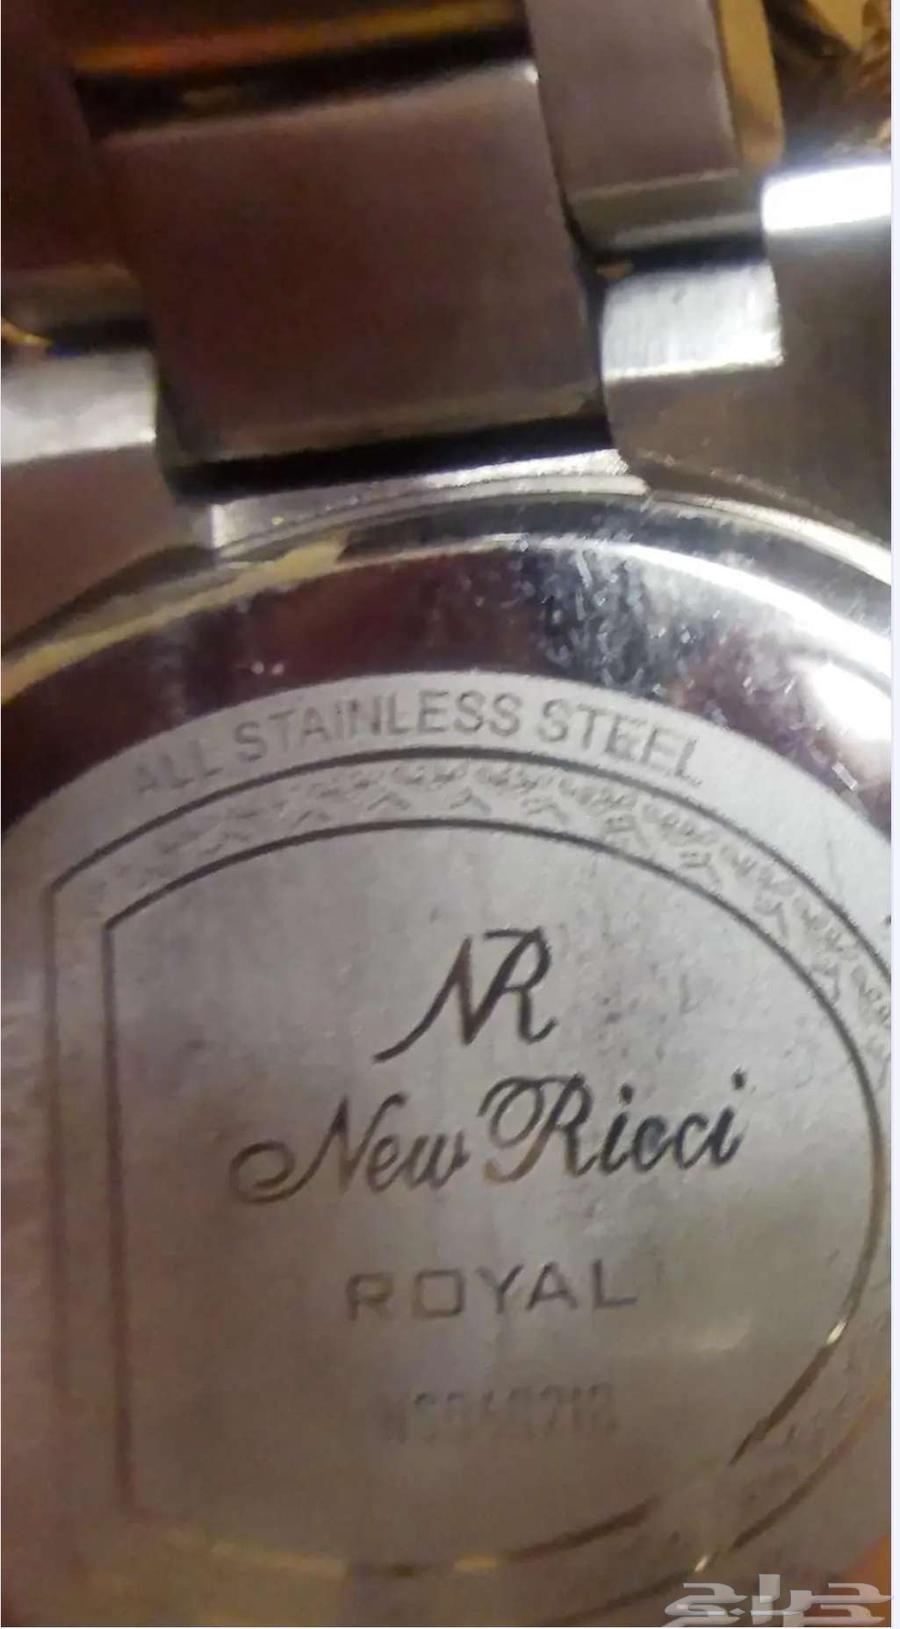 ALL STAINLESS STEEL
NR
New Ricci
ROYAL
حراج